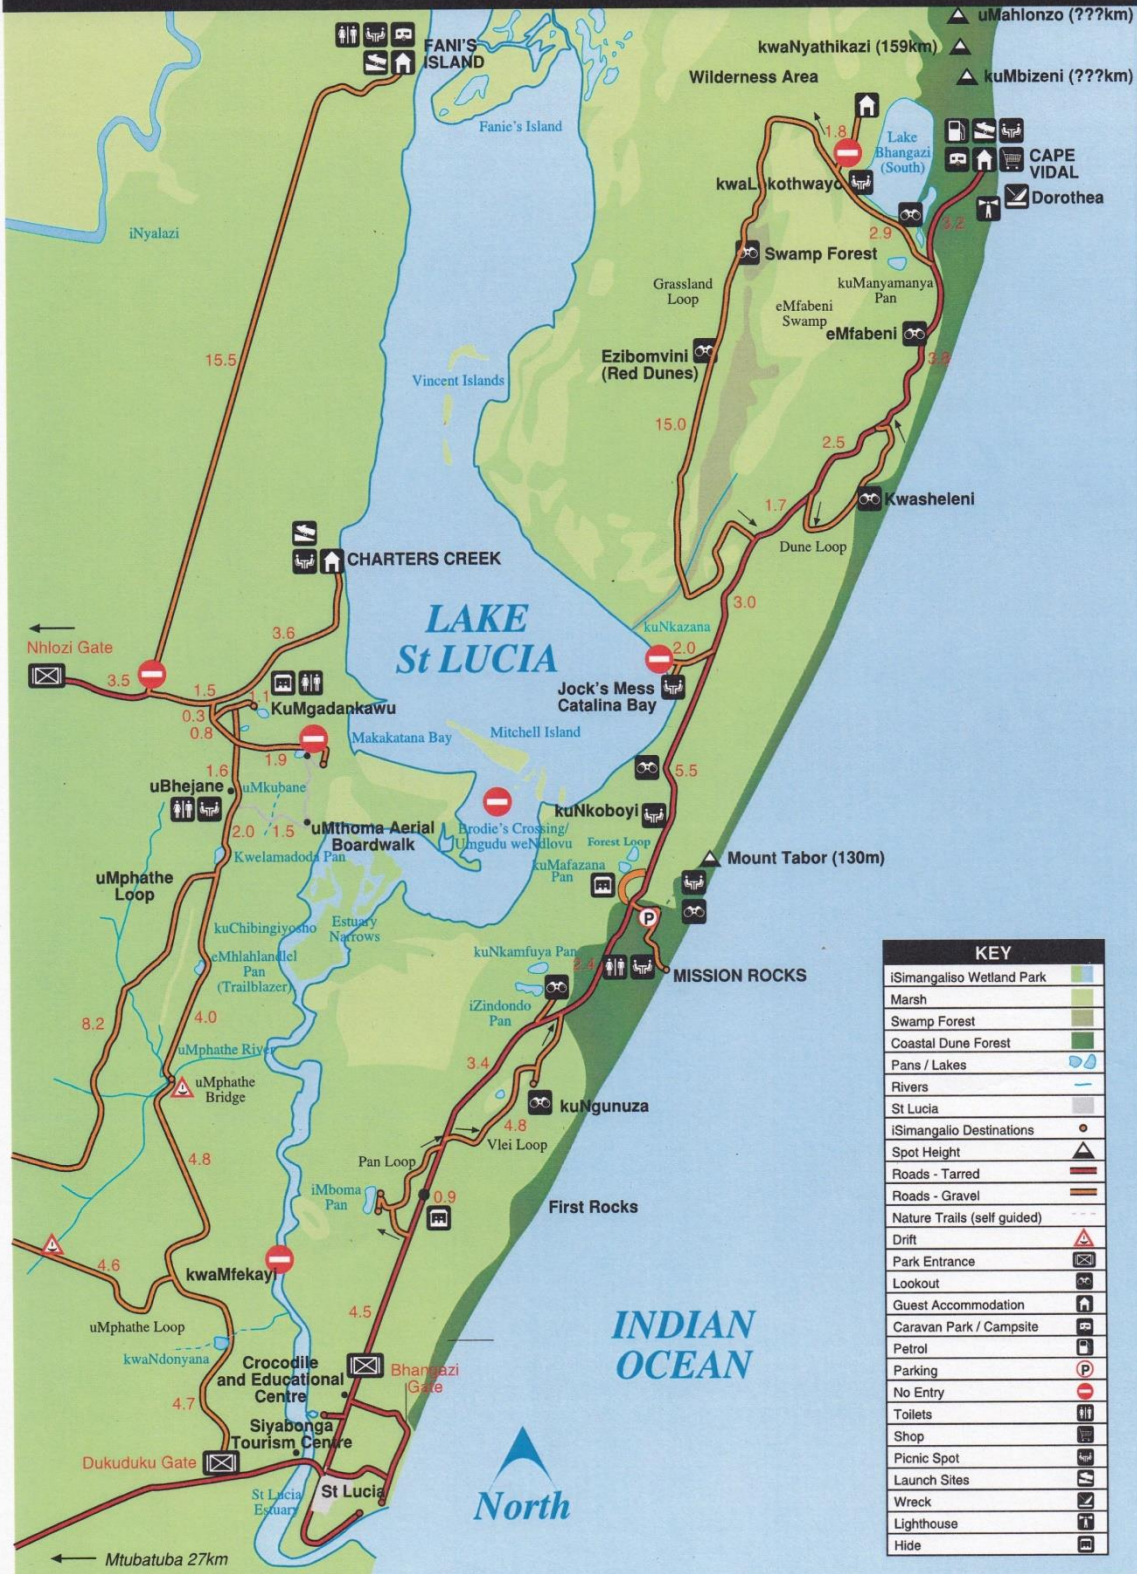 uMahlonzo (???km)
kwaNyathikazi (159km)
Wilderness Area
kuMbizeni (???km)
FANI'S
ISLAND
Fanie's Island
1.8
Lake
Bhangazi
(South)
CAPE
VIDAL
Dorothea
3.2
iNyalazi
2.9
Swamp Forest
Grassland
Loop
kuManyamanya
Pan
eMfabeni
Swamp
eMfabeni
15.5
Ezibomvini
(Red Dunes)
Vincent Islands
15.0
2.5
Kwasheleni
1.7
Dune Loop
CHARTERS CREEK
LAKE
St LUCIA
3.0
3.6
kuNkazana
2.0
Nhlozi Gate
3.5
1.5
1.1
Jock's Mess
Catalina Bay
KuMgadankawu
0.3
0.8
1.9
Makakatana Bay
Mitchell Island
5.5
1.6
uBhejane
uMkubane
2.0
1.5
uMthoma Aerial
Boardwalk
Brodie's Crossing/
Umgudu weNdlovu
kuNkoboyi
Forest Loop
kuMafazana
Pan
Mount Tabor (130m)
Kwelamadoda Pan
uMphathe
Loop
P
kuChibingiyosho
Estuary
Narrows
eMhlahlandlel
Pan
(Trailblazer)
kuNkamfuya Pan
2.4
MISSION ROCKS
iZindondo
Pan
8.2
4.0
uMphathe River
uMphathe
Bridge
3.4
kuNgunuza
4.8
Vlei Loop
4.8
Pan Loop
iMboma
Pan
0.9
First Rocks
kwaMfekayi
4.6
4.5
uMphathe Loop
kwaNdonyana
INDIAN
OCEAN
Crocodile
and Educational
Centre
Bhangazi
Gate
4.7
Siyabonga
Tourism Centre
Dukuduku Gate
St Lucia
St Lucia
Estuary
North
Mtubatuba 27km
KEY
iSimangaliso Wetland Park
Marsh
Swamp Forest
Coastal Dune Forest
Pans / Lakes
Rivers
St Lucia
iSimangalio Destinations
Spot Height
Roads - Tarred
Roads - Gravel
Nature Trails (self guided)
Drift
Park Entrance
Lookout
Guest Accommodation
Caravan Park / Campsite
Petrol
Parking
P
No Entry
Toilets
Shop
Picnic Spot
Launch Sites
Wreck
Lighthouse
Hide